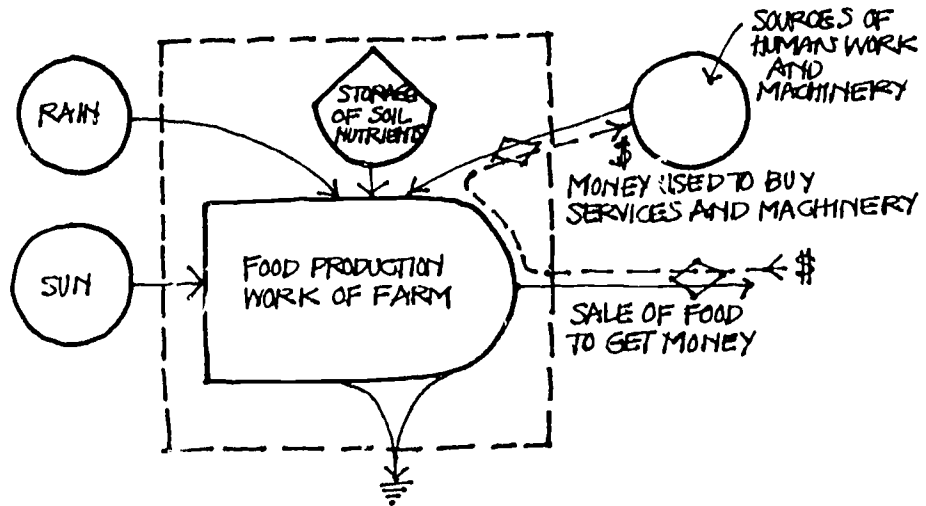 SOURCES OF
HUMAN WORK
AND
MACHINERY
RAIN
STORAGE
OF SOIL
NUTRIENTS
$
MONEY USED TO BUY
SERVICES AND MACHINERY
SUN
FOOD PRODUCTION
WORK OF FARM
$
SALE OF FOOD
TO GET MONEY